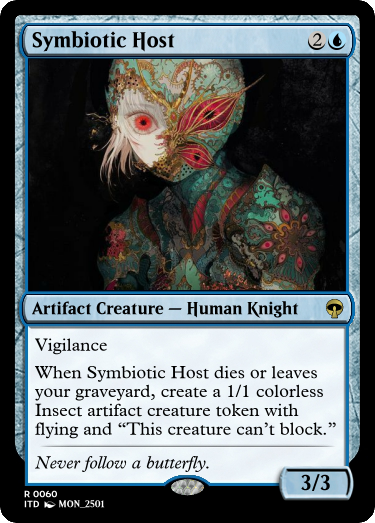 Symbiotic Host 2
Artifact Creature — Human Knight
Vigilance
When Symbiotic Host dies or leaves
your graveyard, create a 1/1 colorless
Insect artifact creature token with
flying and “This creature can’t block.”
Never follow a butterfly.
3/3
R 0060
ITD MON_2501